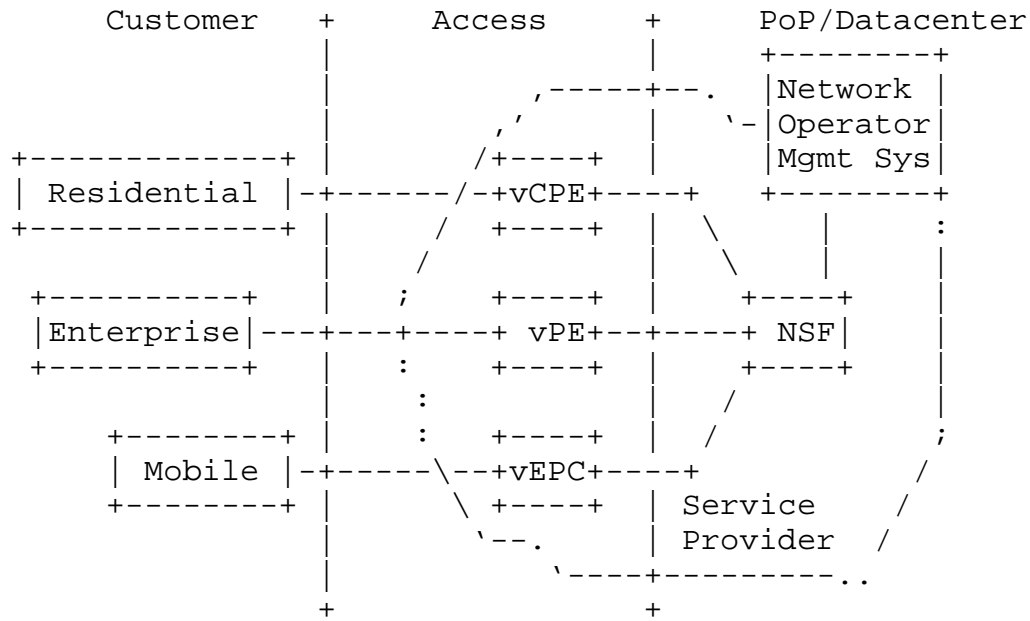 Customer Access PoP/Datacenter
Network
Operator
Mgmt Sys
Residential vCPE
Enterprise vPE NSF
Mobile vEPC
Service
Provider